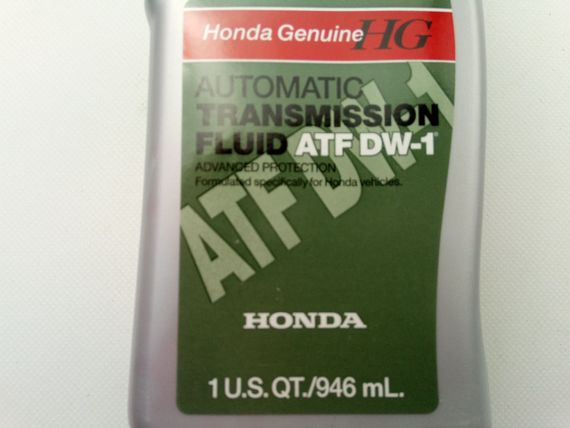 Honda Genuine HG
AUTOMATIC
TRANSMISSION
FLUID ATF DW-1®
ADVANCED PROTECTION
Formulated specifically for Honda vehicles.
ATF DW-1
HONDA
1 U.S. QT./946 mL.